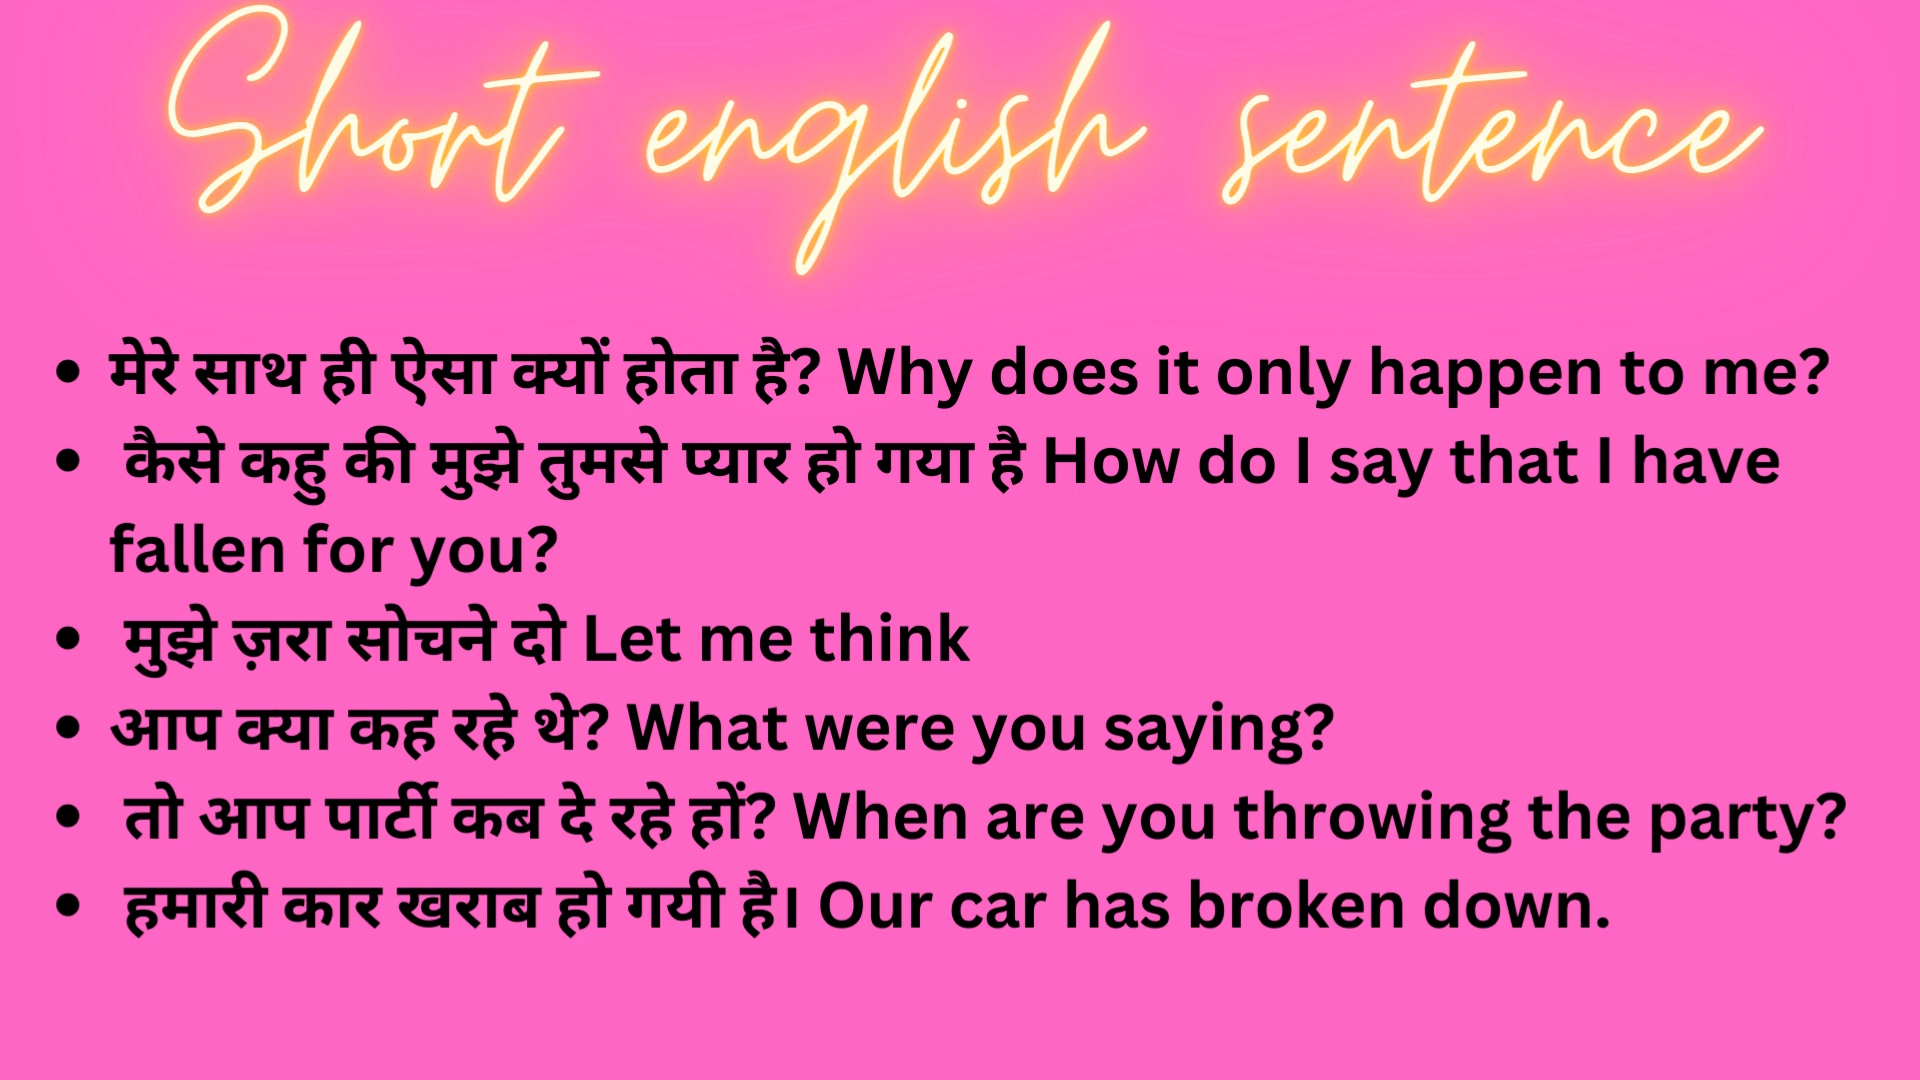 Short english sentence
• मेरे साथ ही ऐसा क्यों होता है? Why does it only happen to me?
• कैसे कहु की मुझे तुमसे प्यार हो गया है How do I say that I have
fallen for you?
• मुझे ज़रा सोचने दो Let me think
• आप क्या कह रहे थे? What were you saying?
• तो आप पार्टी कब दे रहे हों? When are you throwing the party?
• हमारी कार खराब हो गयी है। Our car has broken down.